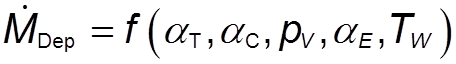 Ṁ_Dep = f(α_T, α_C, p_V, α_E, T_W)